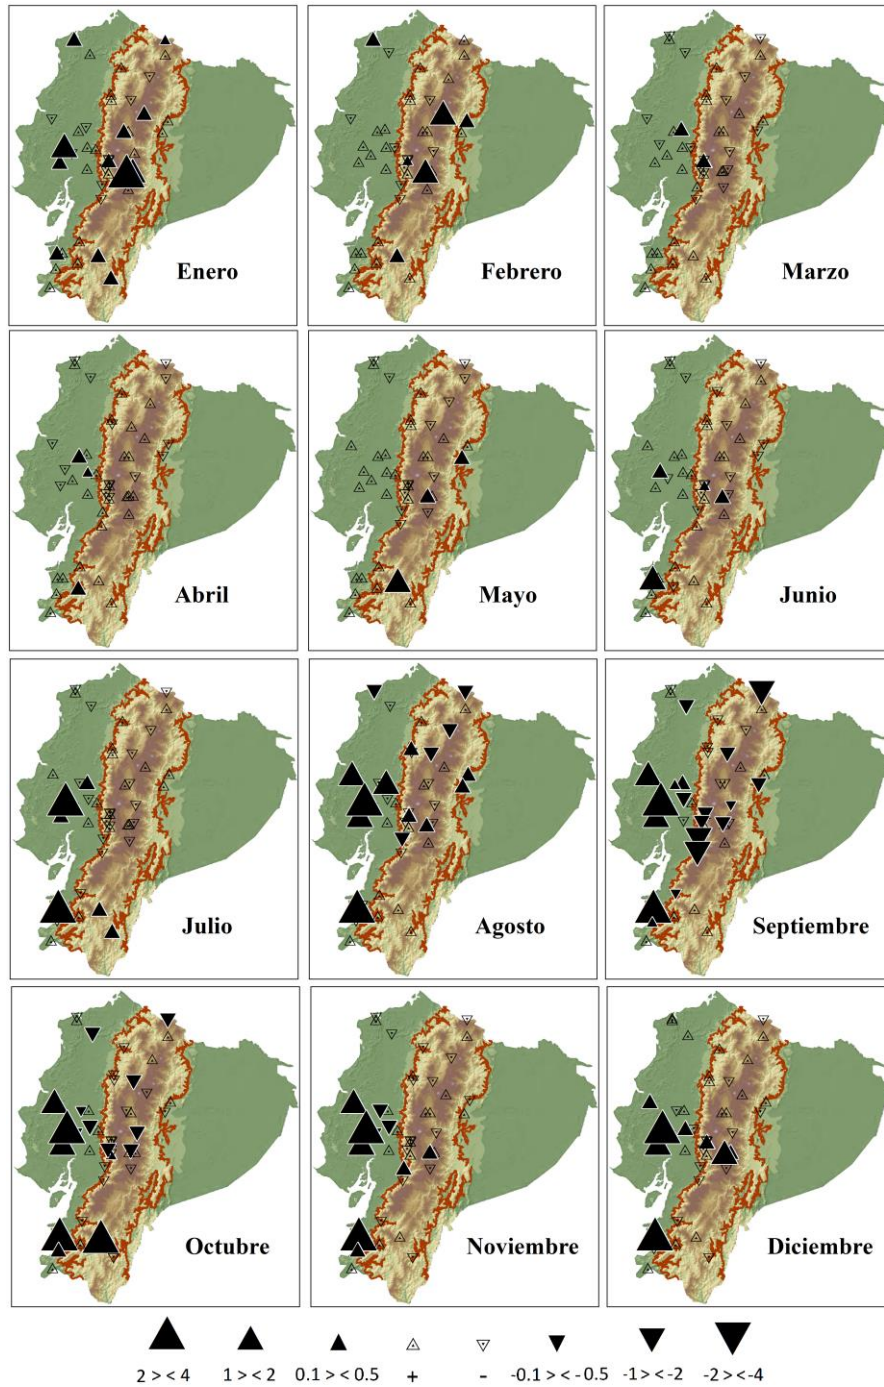 Enero Febrero Marzo
Abril Mayo Junio
Julio Agosto Septiembre
Octubre Noviembre Diciembre
2 > < 4 1 > < 2 0.1 > < 0.5 + - -0.1 > < - 0.5 -1 > < -2 -2 > < -4